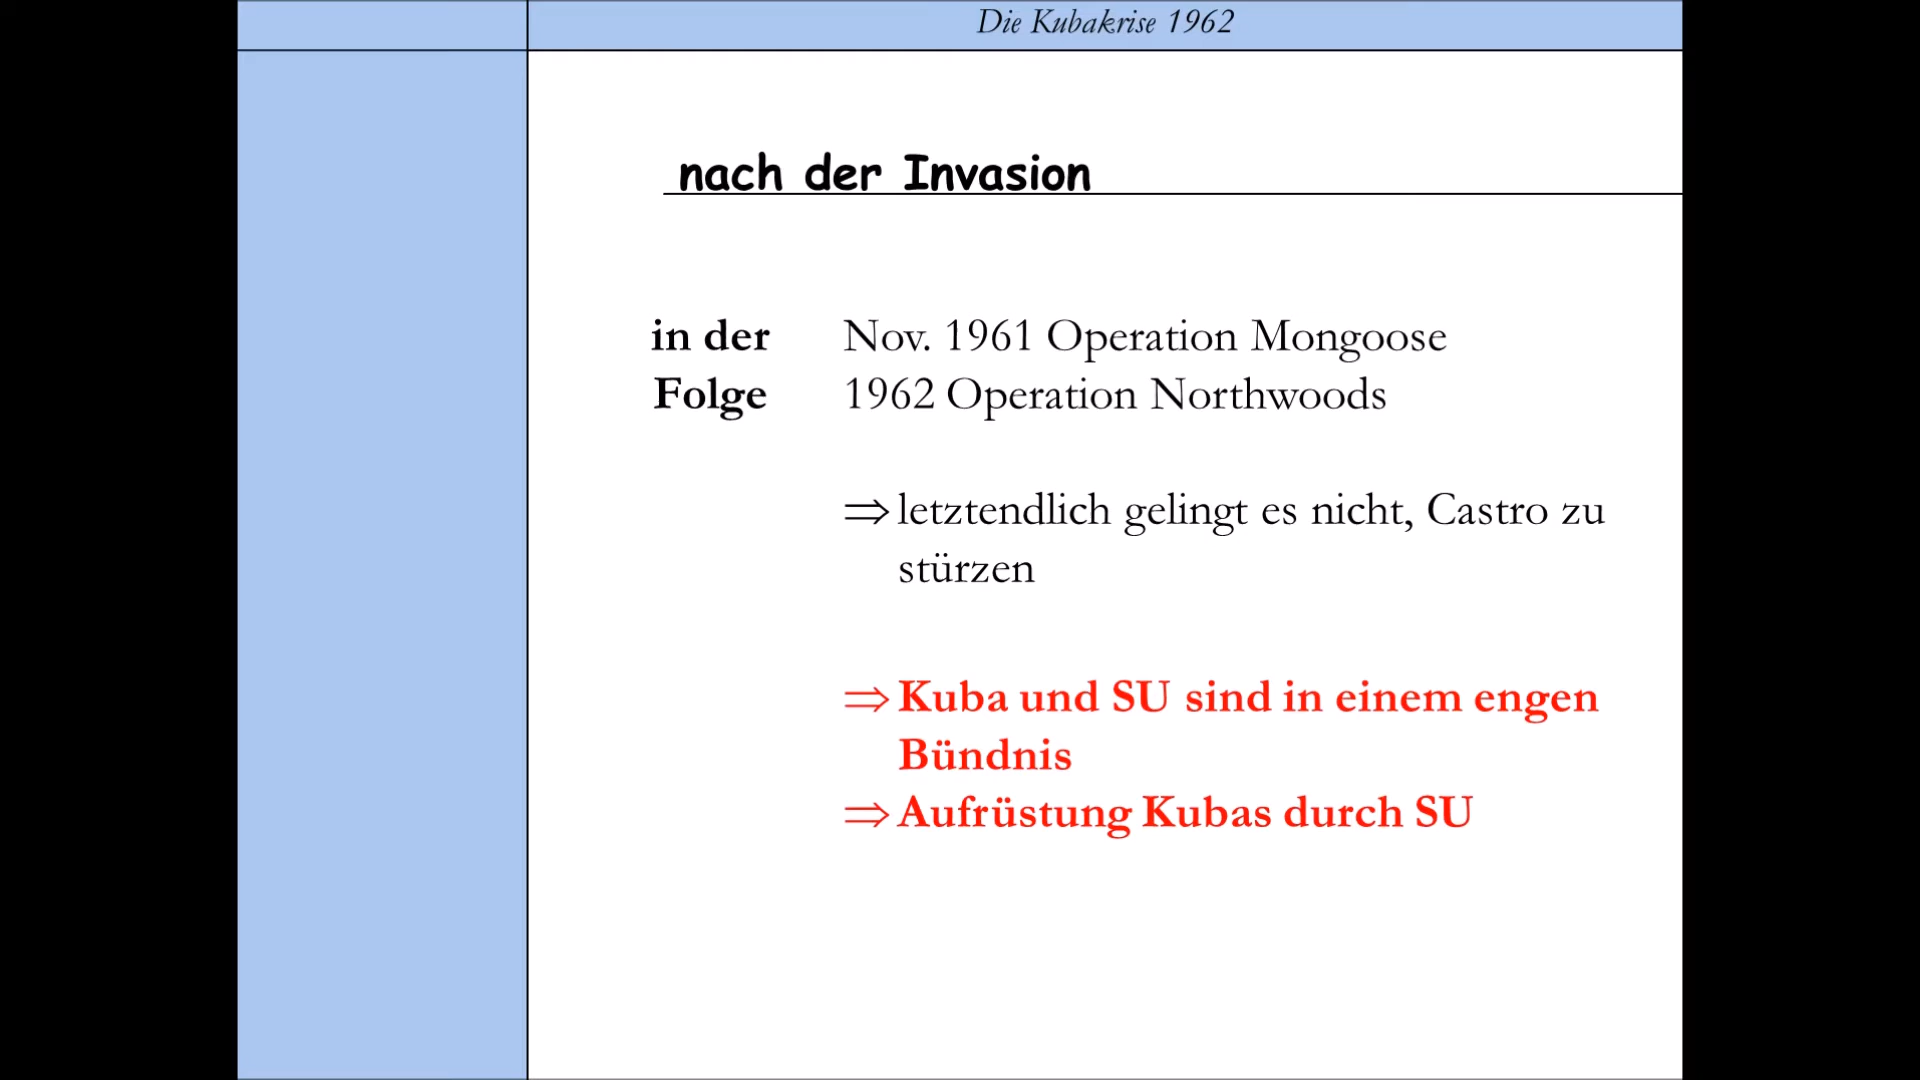 Die Kubakrise 1962
nach der Invasion
in der Folge
Nov. 1961 Operation Mongoose
1962 Operation Northwoods
⇒ letztendlich gelingt es nicht, Castro zu
stürzen
⇒ Kuba und SU sind in einem engen
Bündnis
⇒ Aufrüstung Kubas durch SU